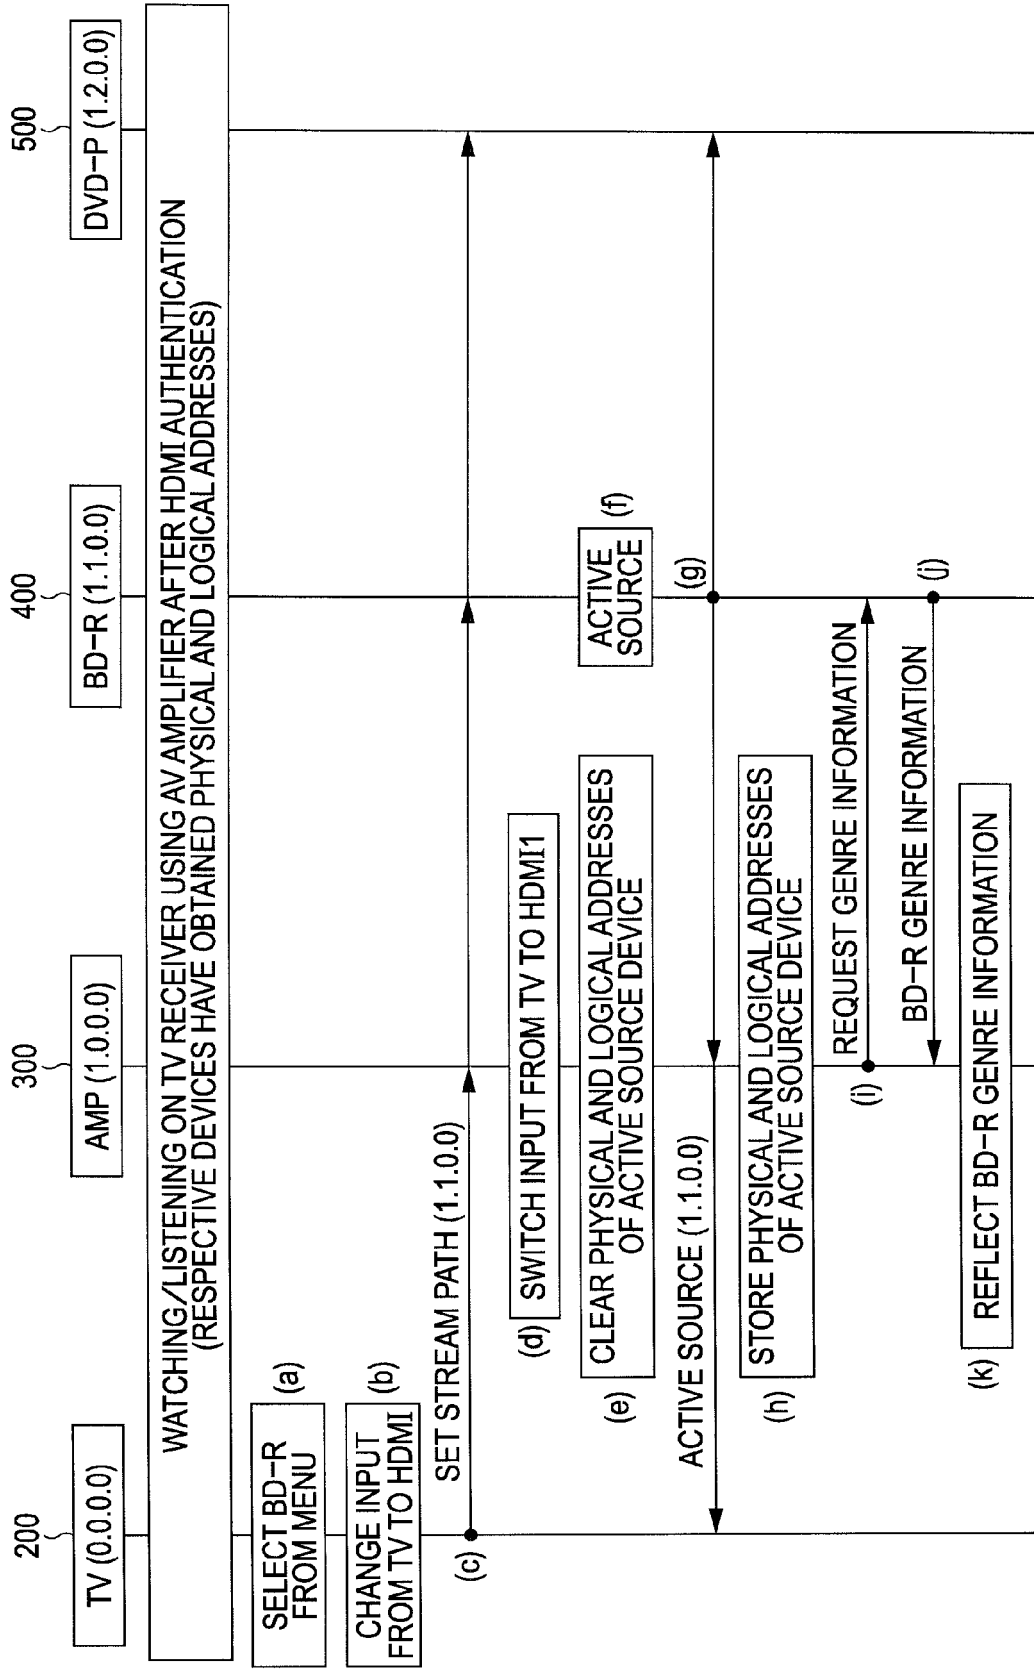 200
300
400
500
TV (0.0.0.0)
AMP (1.0.0.0)
BD-R (1.1.0.0)
DVD-P (1.2.0.0)
WATCHING/LISTENING ON TV RECEIVER USING AV AMPLIFIER AFTER HDMI AUTHENTICATION
(RESPECTIVE DEVICES HAVE OBTAINED PHYSICAL AND LOGICAL ADDRESSES)
SELECT BD-R
FROM MENU
(a)
CHANGE INPUT
FROM TV TO HDMI
(b)
SET STREAM PATH (1.1.0.0)
(c)
(d)
SWITCH INPUT FROM TV TO HDMI1
(e)
CLEAR PHYSICAL AND LOGICAL ADDRESSES
OF ACTIVE SOURCE DEVICE
ACTIVE
SOURCE
(f)
ACTIVE SOURCE (1.1.0.0)
(g)
(h)
STORE PHYSICAL AND LOGICAL ADDRESSES
OF ACTIVE SOURCE DEVICE
REQUEST GENRE INFORMATION
(i)
BD-R GENRE INFORMATION
(j)
(k)
REFLECT BD-R GENRE INFORMATION